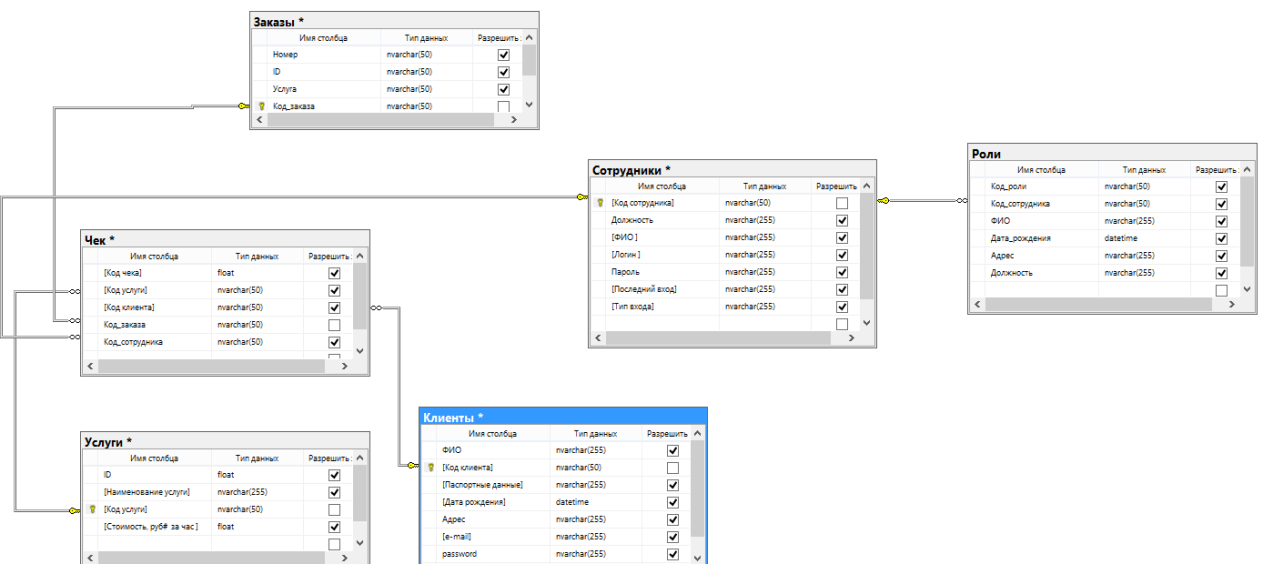 Заказы *
Имя столбца Тип данных Разрешить :
Номер nvarchar(50)
ID nvarchar(50)
Услуга nvarchar(50)
Код_заказа nvarchar(50)
Сотрудники *
Имя столбца Тип данных Разрешить
[Код сотрудника] nvarchar(50)
Должность nvarchar(255)
[ФИО ] nvarchar(255)
[Логин ] nvarchar(255)
Пароль nvarchar(255)
[Последний вход] nvarchar(255)
[Тип входа] nvarchar(255)
Роли
Имя столбца Тип данных Разрешить :
Код_роли nvarchar(50)
Код_сотрудника nvarchar(50)
ФИО nvarchar(255)
Дата_рождения datetime
Адрес nvarchar(255)
Должность nvarchar(255)
Чек *
Имя столбца Тип данных Разрешить :
[Код чека] float
[Код услуги] nvarchar(50)
[Код клиента] nvarchar(50)
Код_заказа nvarchar(50)
Код_сотрудника nvarchar(50)
Услуги *
Имя столбца Тип данных Разрешить :
ID float
[Наименование услуги] nvarchar(255)
[Код услуги] nvarchar(50)
[Стоимость, руб# за час ] float
Клиенты *
Имя столбца Тип данных Разрешить
ФИО nvarchar(255)
[Код клиента] nvarchar(50)
[Паспортные данные] nvarchar(255)
[Дата рождения] datetime
Адрес nvarchar(255)
[e-mail] nvarchar(255)
password nvarchar(255)